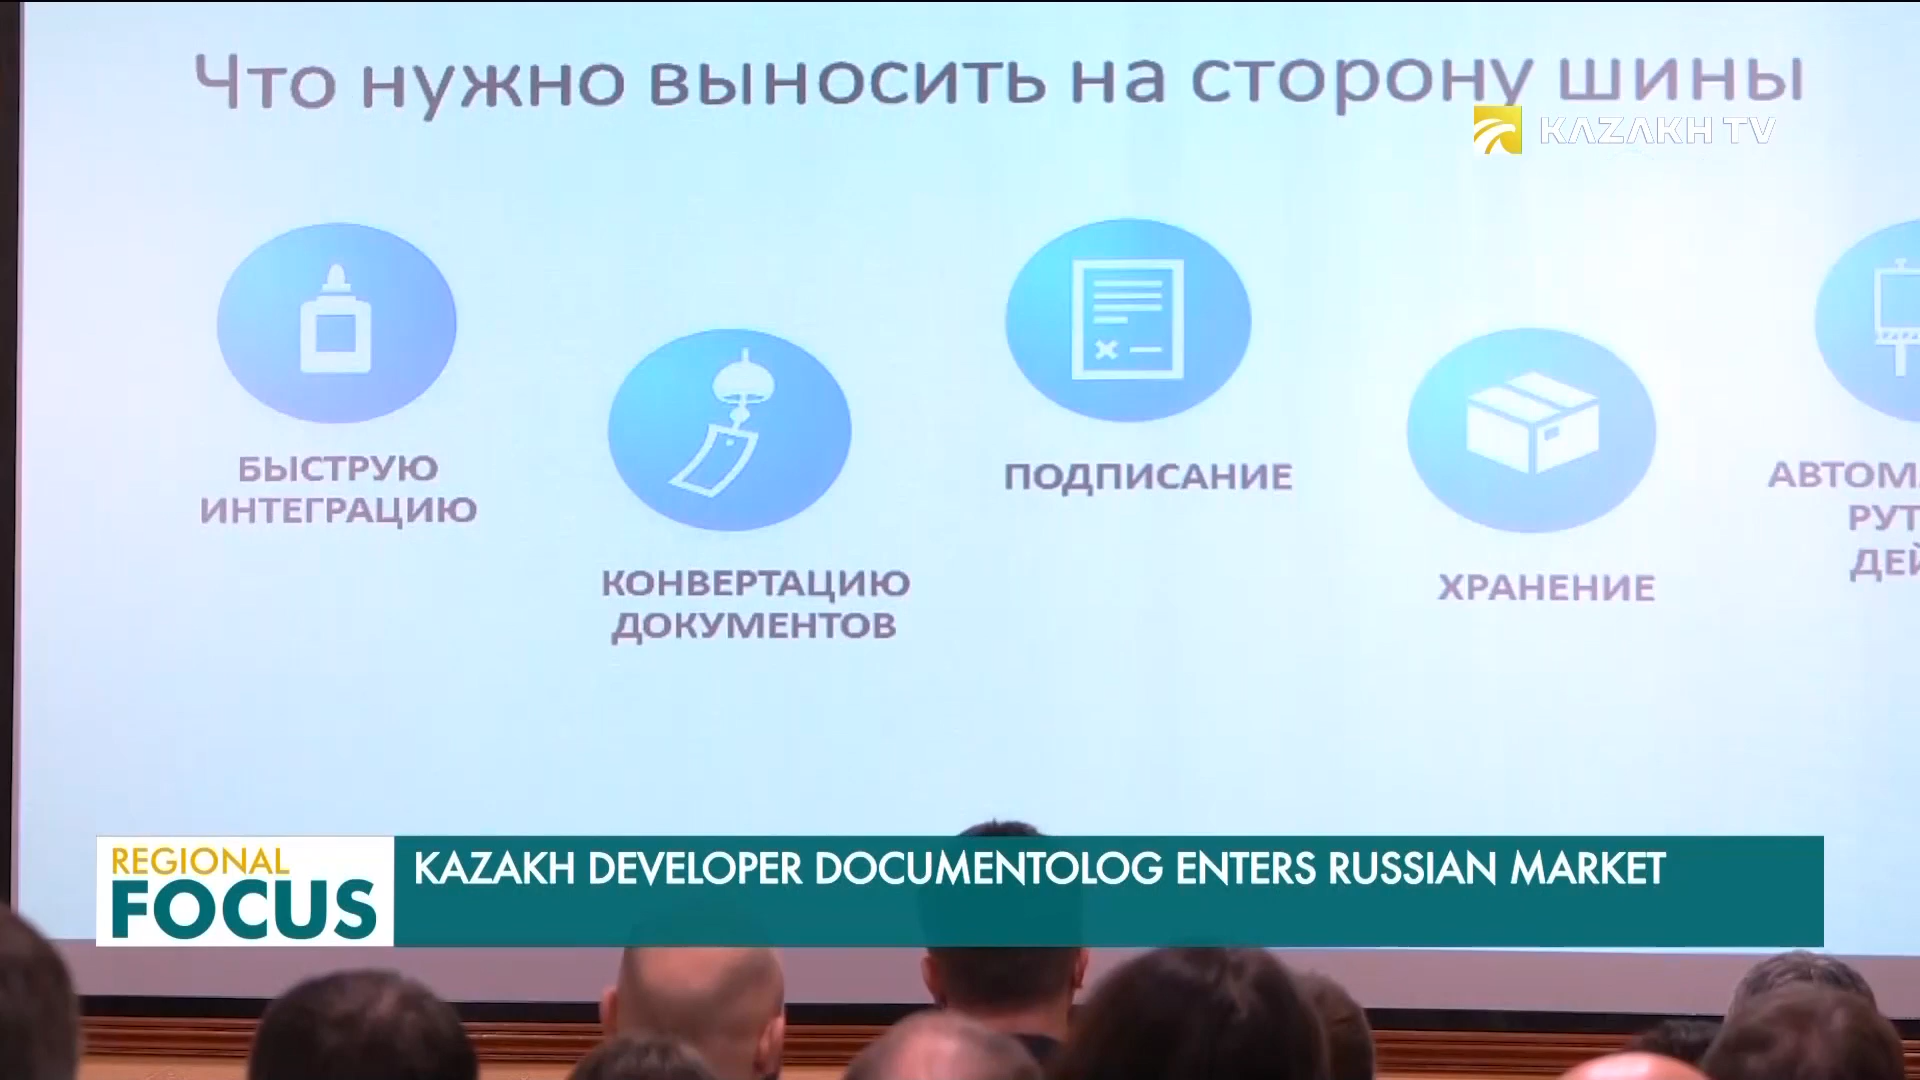 Что нужно выносить на сторону шины
KAZAKH TV
БЫСТРУЮ
ИНТЕГРАЦИЮ
КОНВЕРТАЦИЮ
ДОКУМЕНТОВ
ПОДПИСАНИЕ
ХРАНЕНИЕ
REGIONAL
FOCUS
KAZAKH DEVELOPER DOCUMENTOLOG ENTERS RUSSIAN MARKET